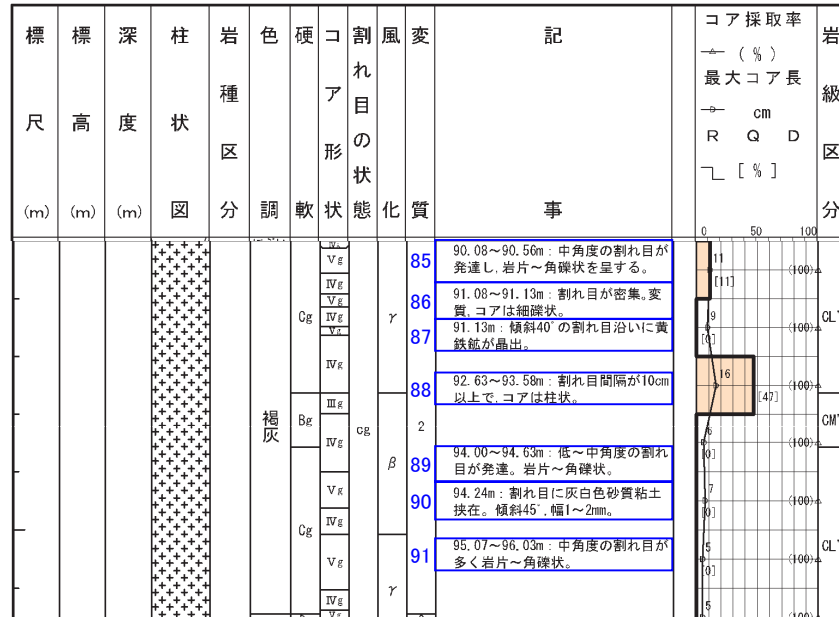 標尺(m)
標高(m)
深度(m)
柱状図
岩種区分
色調
硬軟
コア形状
割れ目の状態
風化
変質
記事
コア採取率
(%)
最大コア長
cm
R Q D
[%]
岩級区分
0 50 100
褐灰
Cg
Bg
Cg
Ⅴg
Ⅳg
Ⅴg
Ⅳg
Ⅴg
Ⅳg
Ⅲg
Ⅳg
Ⅴg
Ⅳg
Ⅴg
Ⅳg
Ⅴg
cg
γ
β
γ
2
85
90.08~90.56m:中角度の割れ目が
発達し、岩片~角礫状を呈する。
86
91.08~91.13m:割れ目が密集。変
質、コアは細礫状。
87
91.13m:傾斜40°の割れ目沿いに黄
鉄鉱が晶出。
88
92.63~93.58m:割れ目間隔が10cm
以上で、コアは柱状。
89
94.00~94.63m:低~中角度の割れ
目が発達。岩片~角礫状。
90
94.24m:割れ目に灰白色砂質粘土
挟在。傾斜45°、幅1~2mm。
91
95.07~96.03m:中角度の割れ目が
多く岩片~角礫状。
11
[11]
(100)
9
[0]
(100)
16
[47]
(100)
6
[0]
(100)
7
[0]
(100)
5
[0]
(100)
5
(100)
CL
CM
CL